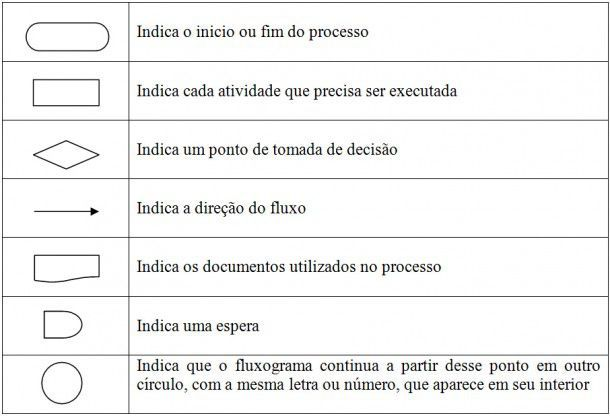 Indica o inicio ou fim do processo
Indica cada atividade que precisa ser executada
Indica um ponto de tomada de decisão
Indica a direção do fluxo
Indica os documentos utilizados no processo
Indica uma espera
Indica que o fluxograma continua a partir desse ponto em outro
círculo, com a mesma letra ou número, que aparece em seu interior